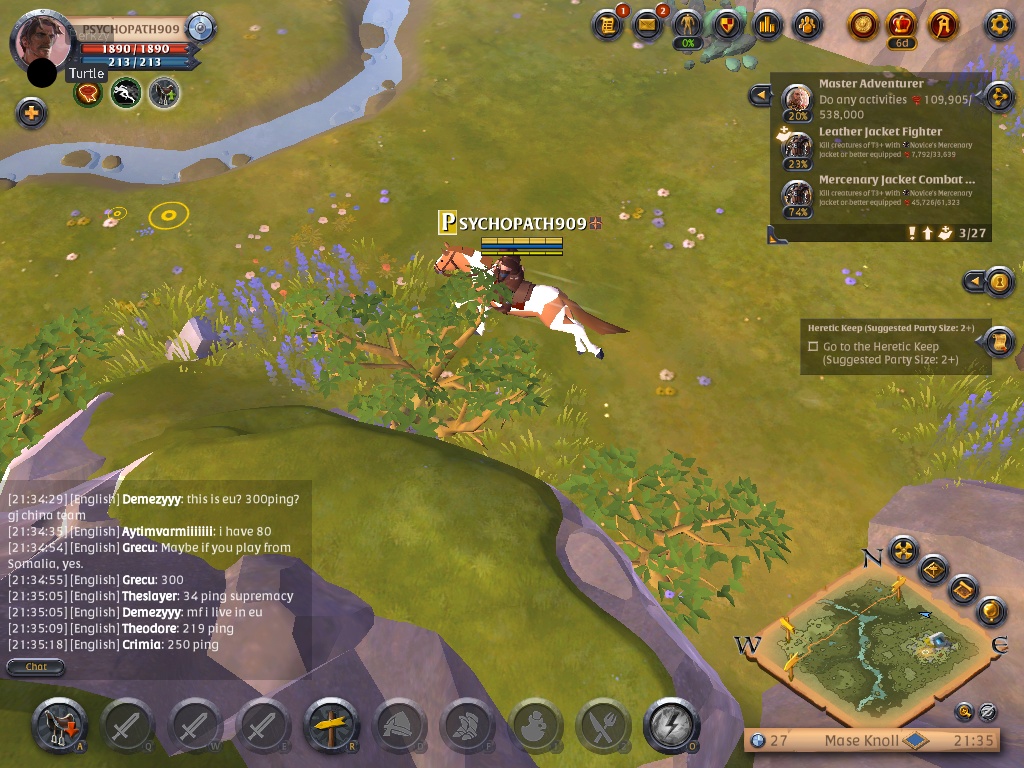 PSYCHOPATH909
1890 / 1890
213 / 213
Turtle
1
2
0%
6d
Master Adventurer
Do any activities 109,905/
538,000
20%
Leather Jacket Fighter
Kill creatures of T11+ with Novice's Mercenary
Jacket or better equipped 7,792/33,639
23%
Mercenary Jacket Combat ...
Kill creatures of T11+ with Novice's Mercenary
Jacket or better equipped 45,726/61,323
74%
3/27
PSYCHOPATH909
Heretic Keep (Suggested Party Size: 2+)
Go to the Heretic Keep
(Suggested Party Size: 2+)
[21:34:29] [English] Demezyyy: this is eu? 300ping?
gj china team
[21:34:35] [English] Aytimvarmiiiiiii: i have 80
[21:34:54] [English] Grecu: Maybe if you play from
Somalia, yes.
[21:34:55] [English] Grecu: 300
[21:35:05] [English] Theslayer: 34 ping supremacy
[21:35:05] [English] Demezyyy: mf i live in eu
[21:35:09] [English] Theodore: 219 ping
[21:35:18] [English] Crimia: 250 ping
Chat
N
W
E
A
Q
W
E
R
D
F
O
27 Mase Knoll 21:35